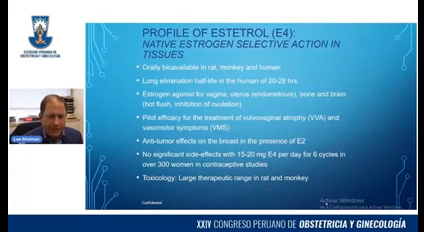 SOCIEDAD PERUANA DE
OBSTETRICIA Y GINECOLOGÍA
PROFILE OF ESTETROL (E4):
NATIVE ESTROGEN SELECTIVE ACTION IN
TISSUES
• Orally bioavailable in rat, monkey and human
• Long elimination half-life in the human of 20-28 hrs
• Estrogen agonist for vagina, uterus (endometrium), bone and brain
(hot flush, inhibition of ovulation)
• Pilot efficacy for the treatment of vulvovaginal atrophy (VVA) and
vasomotor symptoms (VMS)
• Anti-tumor effects on the breast in the presence of E2
• No significant side-effects with 15-20 mg E4 per day for 6 cycles in
over 300 women in contraceptive studies
• Toxicology: Large therapeutic range in rat and monkey
Lee Shulman
Confidential
Activar Windows
XXIV CONGRESO PERUANO DE OBSTETRICIA Y GINECOLOGÍA